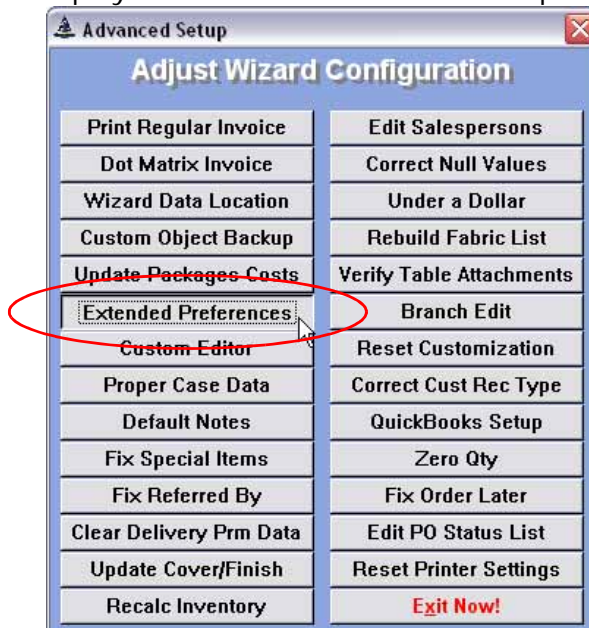 Advanced Setup
Adjust Wizard Configuration
Print Regular Invoice
Edit Salespersons
Dot Matrix Invoice
Correct Null Values
Wizard Data Location
Under a Dollar
Custom Object Backup
Rebuild Fabric List
Update Packages Costs
Verify Table Attachments
Extended Preferences
Branch Edit
Custom Editor
Reset Customization
Proper Case Data
Correct Cust Rec Type
Default Notes
QuickBooks Setup
Fix Special Items
Zero Qty
Fix Referred By
Fix Order Later
Clear Delivery Prm Data
Edit PO Status List
Update Cover/Finish
Reset Printer Settings
Recalc Inventory
Exit Now!